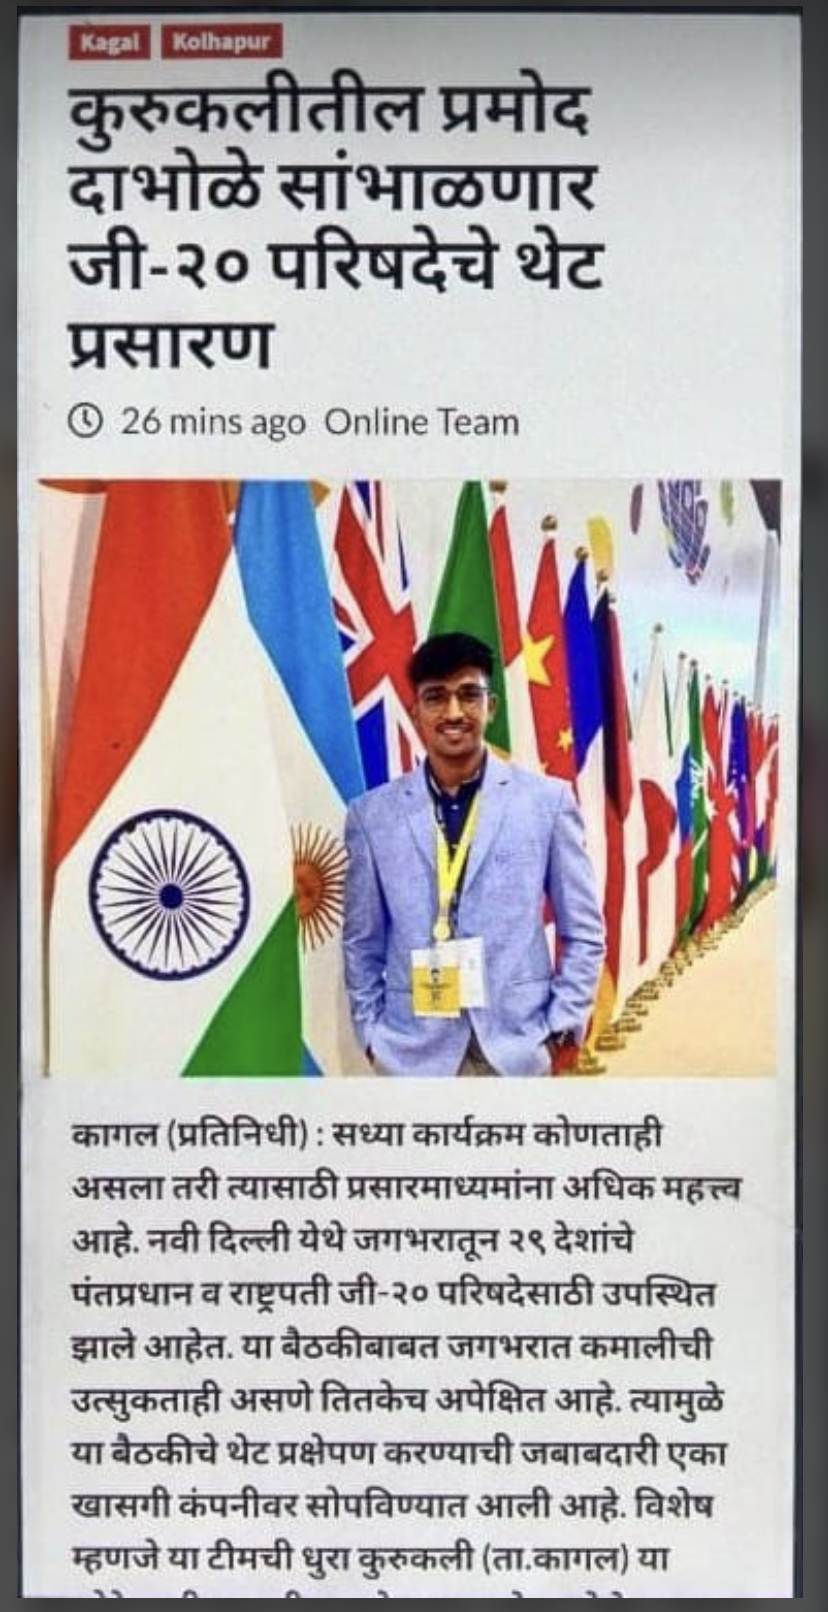 Kagal Kolhapur
कुरुकलीतील प्रमोद
दाभोळे सांभाळणार
जी-२० परिषदेचे थेट
प्रसारण
26 mins ago Online Team
कागल (प्रतिनिधी) : सध्या कार्यक्रम कोणताही
असला तरी त्यासाठी प्रसारमाध्यमांना अधिक महत्त्व
आहे. नवी दिल्ली येथे जगभरातून २९ देशांचे
पंतप्रधान व राष्ट्रपती जी-२० परिषदेसाठी उपस्थित
झाले आहेत. या बैठकीबाबत जगभरात कमालीची
उत्सुकताही असणे तितकेच अपेक्षित आहे. त्यामुळे
या बैठकीचे थेट प्रक्षेपण करण्याची जबाबदारी एका
खासगी कंपनीवर सोपविण्यात आली आहे. विशेष
म्हणजे या टीमची धुरा कुरुकली (ता.कागल) या